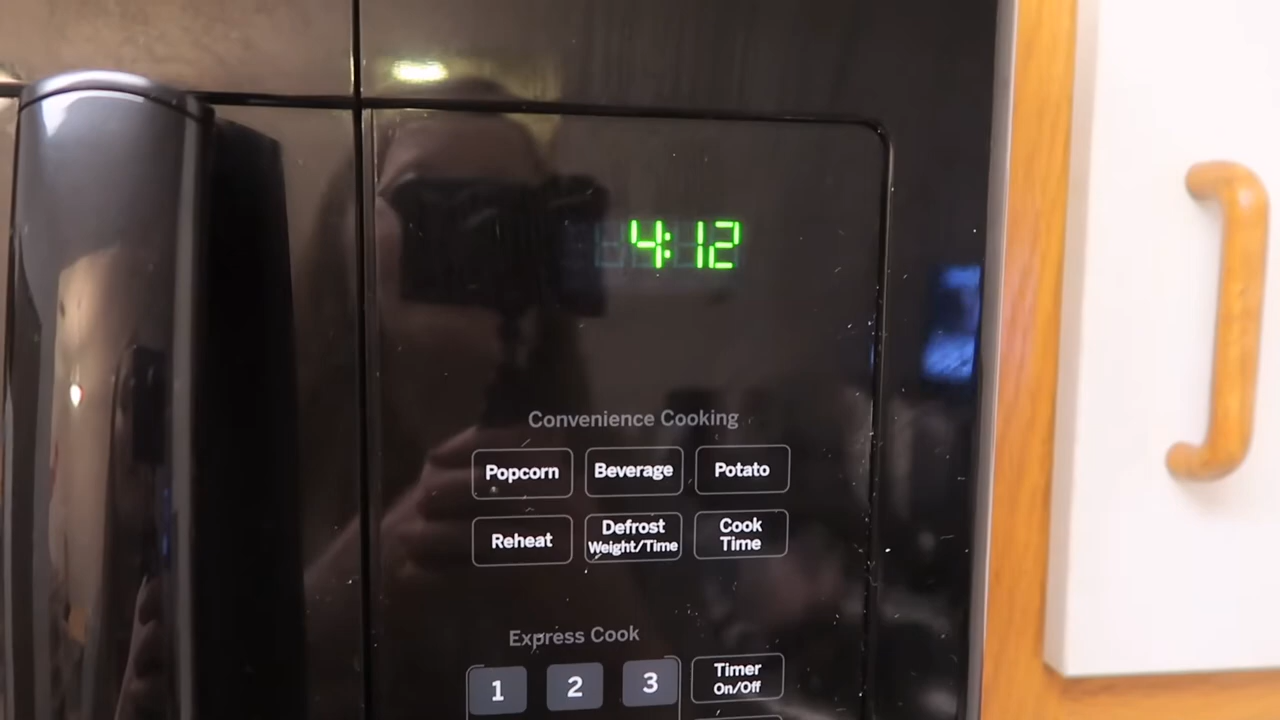 4:12
Convenience Cooking
Popcorn
Beverage
Potato
Reheat
Defrost
Weight/Time
Cook
Time
Express Cook
1
2
3
Timer
On/Off